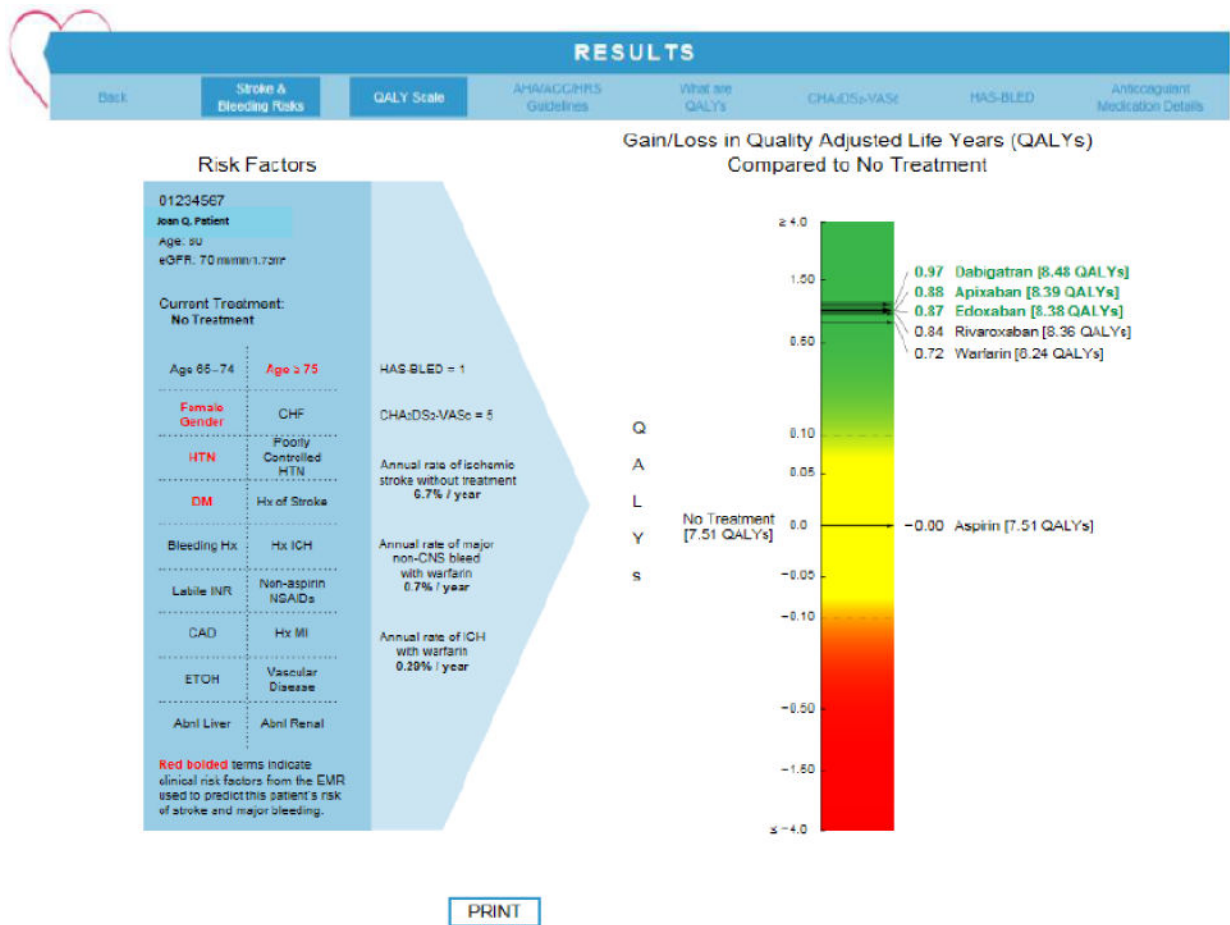 RESULTS
Back
Stroke &
Bleeding Risks
QALY Scale
AHA/ACC/HRS
Guidelines
What are
QALYs
CHA₂DS₂-VASc
HAS-BLED
Anticoagulant
Medication Details
Risk Factors
01234567
Joan Q. Patient
Age: 80
eGFR: 70 ml/min/1.73m²
Current Treatment:
No Treatment
Age 65–74
Age ≥ 75
Female
Gender
CHF
HTN
Poorly
Controlled
HTN
DM
Hx of Stroke
Bleeding Hx
Hx ICH
Labile INR
Non-aspirin
NSAIDs
CAD
Hx MI
ETOH
Vascular
Disease
Abnl Liver
Abnl Renal
Red bolded terms indicate
clinical risk factors from the EMR
used to predict this patient's risk
of stroke and major bleeding.
HAS-BLED = 1
CHA₂DS₂-VASc = 5
Annual rate of ischemic
stroke without treatment
6.7% / year
Annual rate of major
non-CNS bleed
with warfarin
0.7% / year
Annual rate of ICH
with warfarin
0.29% / year
Gain/Loss in Quality Adjusted Life Years (QALYs)
Compared to No Treatment
Q
A
L
Y
s
No Treatment
[7.51 QALYs]
≥ 4.0
1.50
0.50
0.10
0.05
0.0
−0.05
−0.10
−0.50
−1.50
≤ −4.0
0.97 Dabigatran [8.48 QALYs]
0.88 Apixaban [8.39 QALYs]
0.87 Edoxaban [8.38 QALYs]
0.84 Rivaroxaban [8.36 QALYs]
0.72 Warfarin [8.24 QALYs]
−0.00 Aspirin [7.51 QALYs]
PRINT